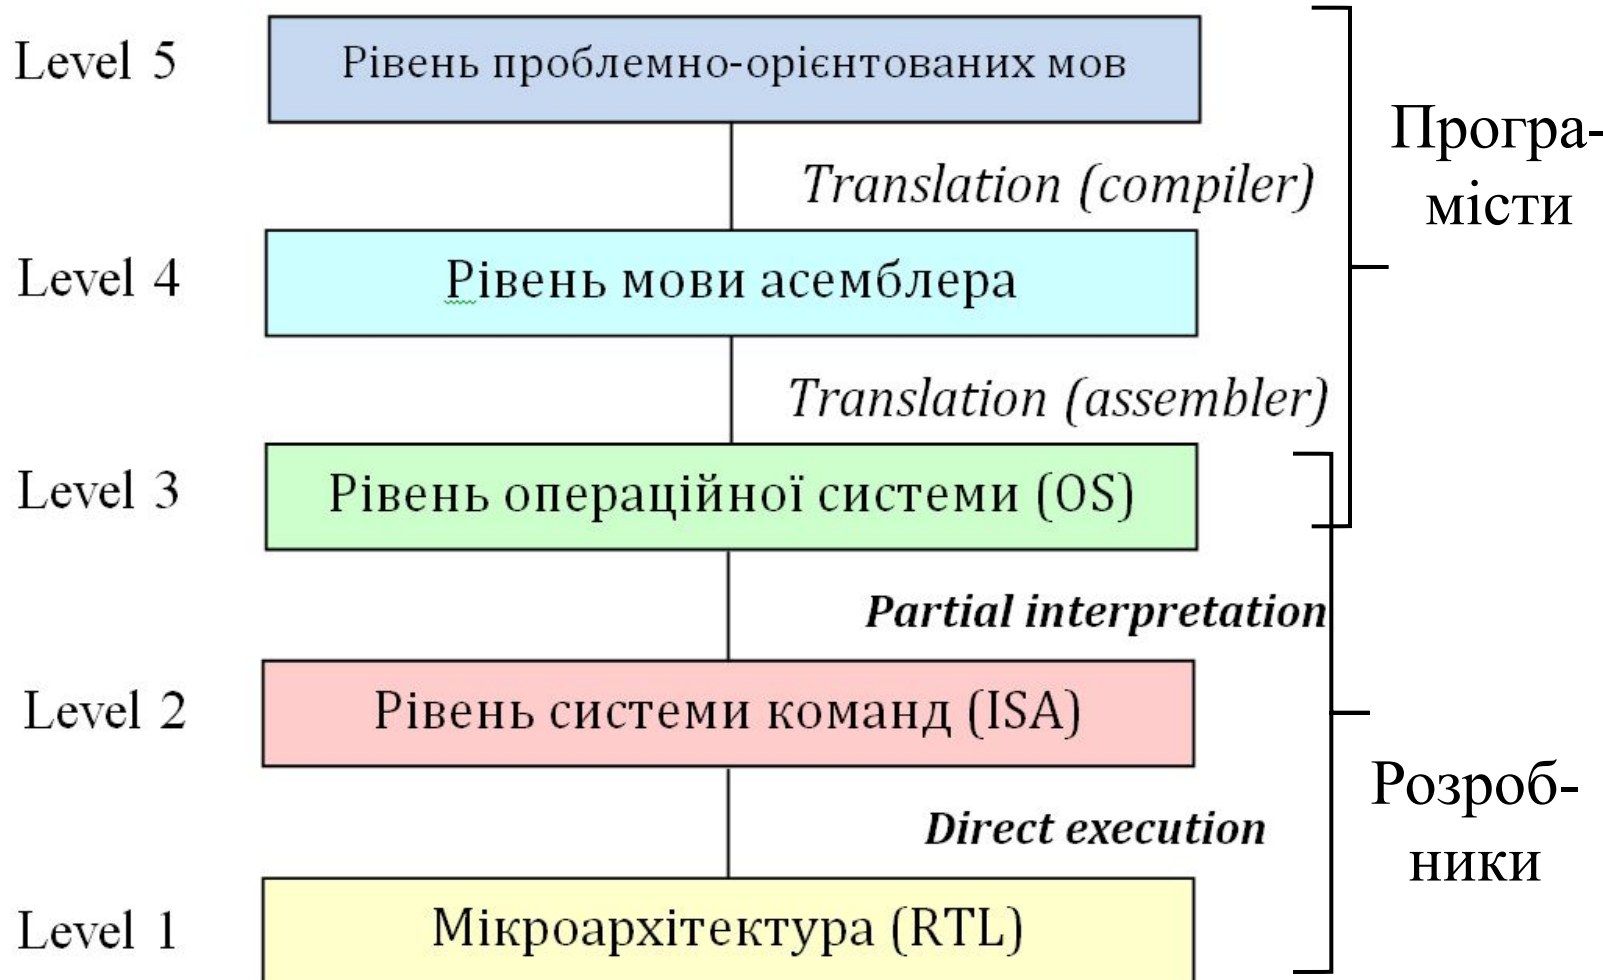 Level 5
Рівень проблемно-орієнтованих мов
Програ-
місти
Translation (compiler)
Level 4
Рівень мови асемблера
Translation (assembler)
Level 3
Рівень операційної системи (OS)
Partial interpretation
Level 2
Рівень системи команд (ISA)
Розроб-
ники
Direct execution
Level 1
Мікроархітектура (RTL)